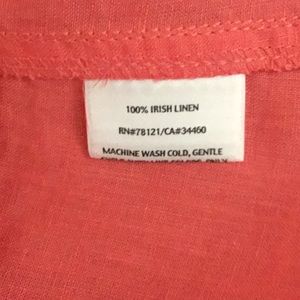 100% IRISH LINEN
RN#78121/CA#34460
MACHINE WASH COLD, GENTLE